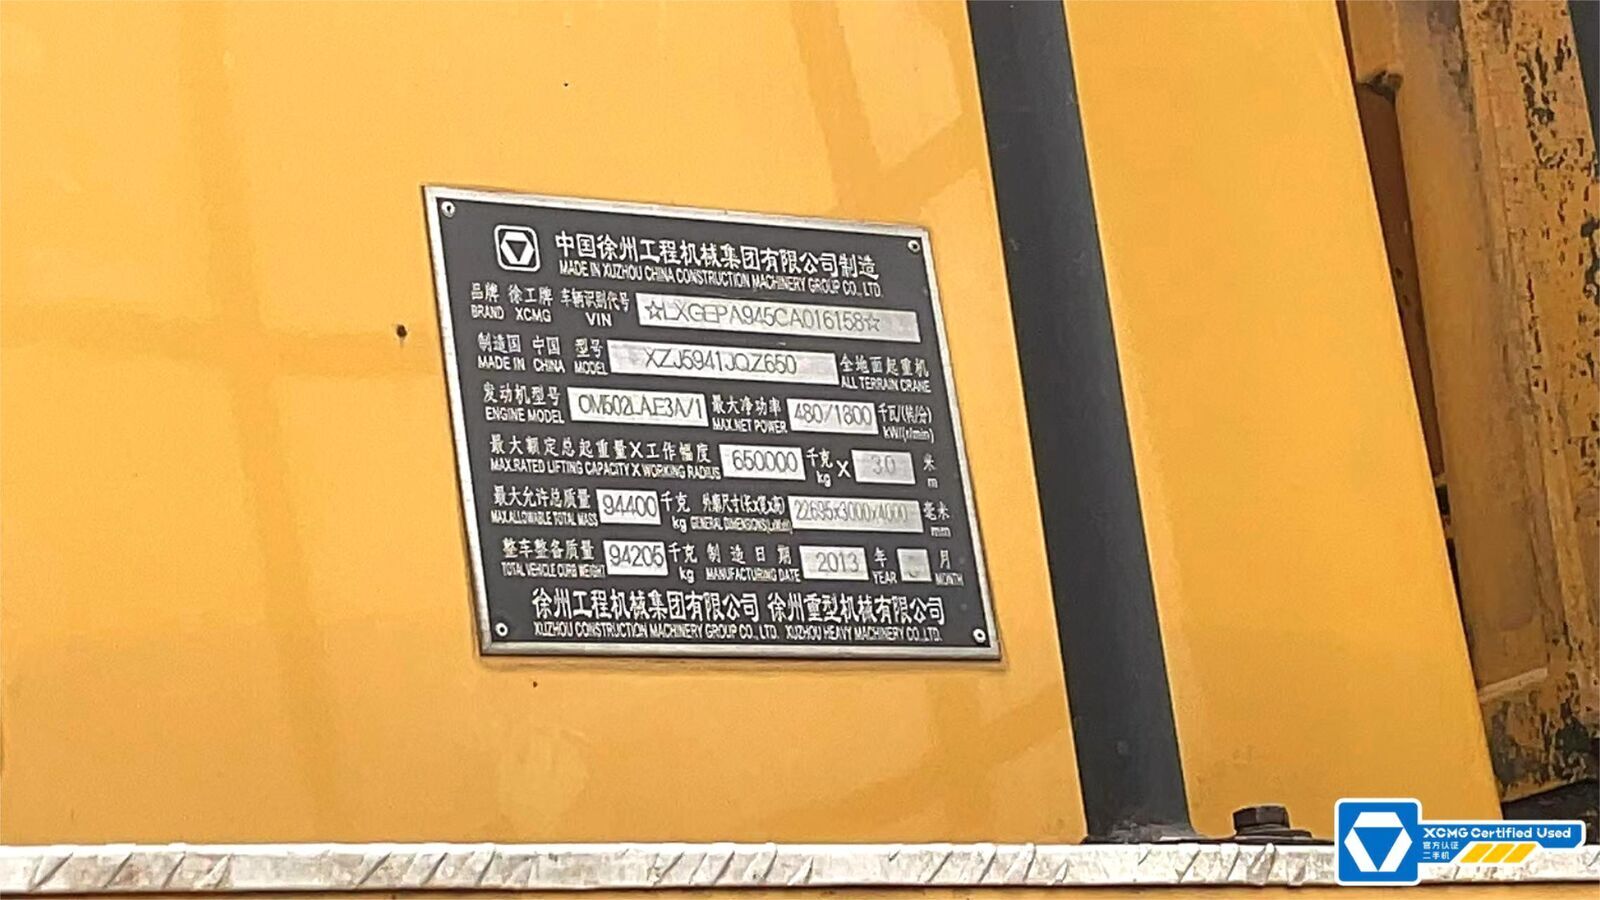 中国徐州工程机械集团有限公司制造
MADE IN XUZHOU CHINA CONSTRUCTION MACHINERY GROUP CO., LTD.
品牌 徐工牌 车辆识别代号 ☆LXGEPA945CA016158☆
BRAND XCMG VIN
制造国 中国 型号 XZJ5941JQZ650 全地面起重机
MADE IN CHINA MODEL ALL TERRAIN CRANE
发动机型号 OM502LA.E3A/1 最大净功率 480/1800 千瓦/(转/分)
ENGINE MODEL MAX.NET POWER kW/(r/min)
最大额定总起重量X工作幅度 650000 千克 X 3.0 米
MAX.RATED LIFTING CAPACITY X WORKING RADIUS kg m
最大允许总质量 94400 千克 外廓尺寸(长x宽x高) 22695x3000x4000 毫米
MAX.ALLOWABLE TOTAL MASS kg GENERAL DIMENSIONS(LxWxH) mm
整车整备质量 94205 千克 制造日期 2013 年 月
TOTAL VEHICLE CURB WEIGHT kg MANUFACTURING DATE YEAR MONTH
徐州工程机械集团有限公司 徐州重型机械有限公司
XUZHOU CONSTRUCTION MACHINERY GROUP CO., LTD. XUZHOU HEAVY MACHINERY CO., LTD.
XCMG Certified Used
官方认证
二手机